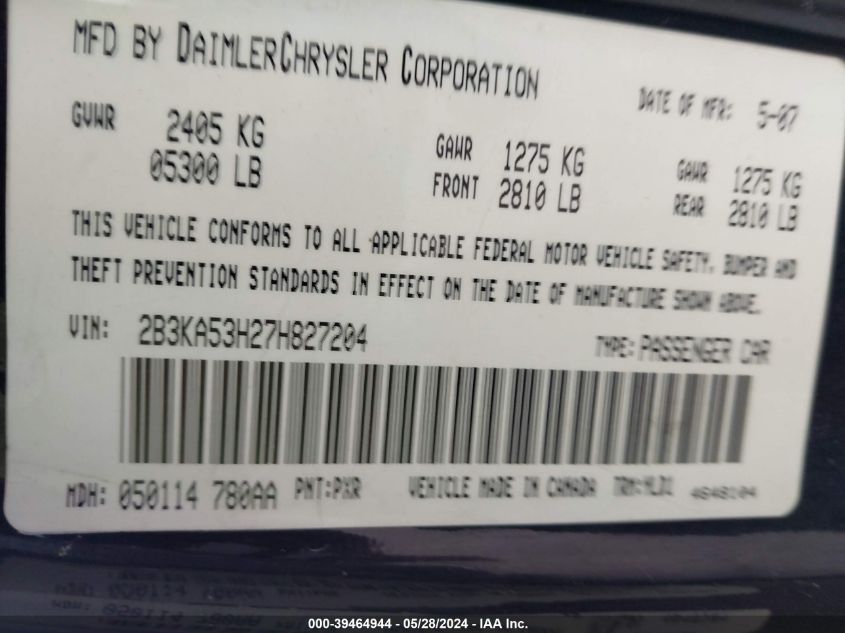 MFD BY DAIMLERCHRYSLER CORPORATION
DATE OF MFR: 5-07
GVWR 2405 KG GAWR 1275 KG GAWR 1275 KG
05300 LB FRONT 2810 LB REAR 2810 LB
THIS VEHICLE CONFORMS TO ALL APPLICABLE FEDERAL MOTOR VEHICLE SAFETY, BUMPER AND
THEFT PREVENTION STANDARDS IN EFFECT ON THE DATE OF MANUFACTURE SHOWN ABOVE.
VIN: 2B3KA53H27H827204 TYPE: PASSENGER CAR
MDH: 050114 780AA PNT:PXR VEHICLE MADE IN CANADA
000-39464944 / 05/28/2024 - IAA Inc.